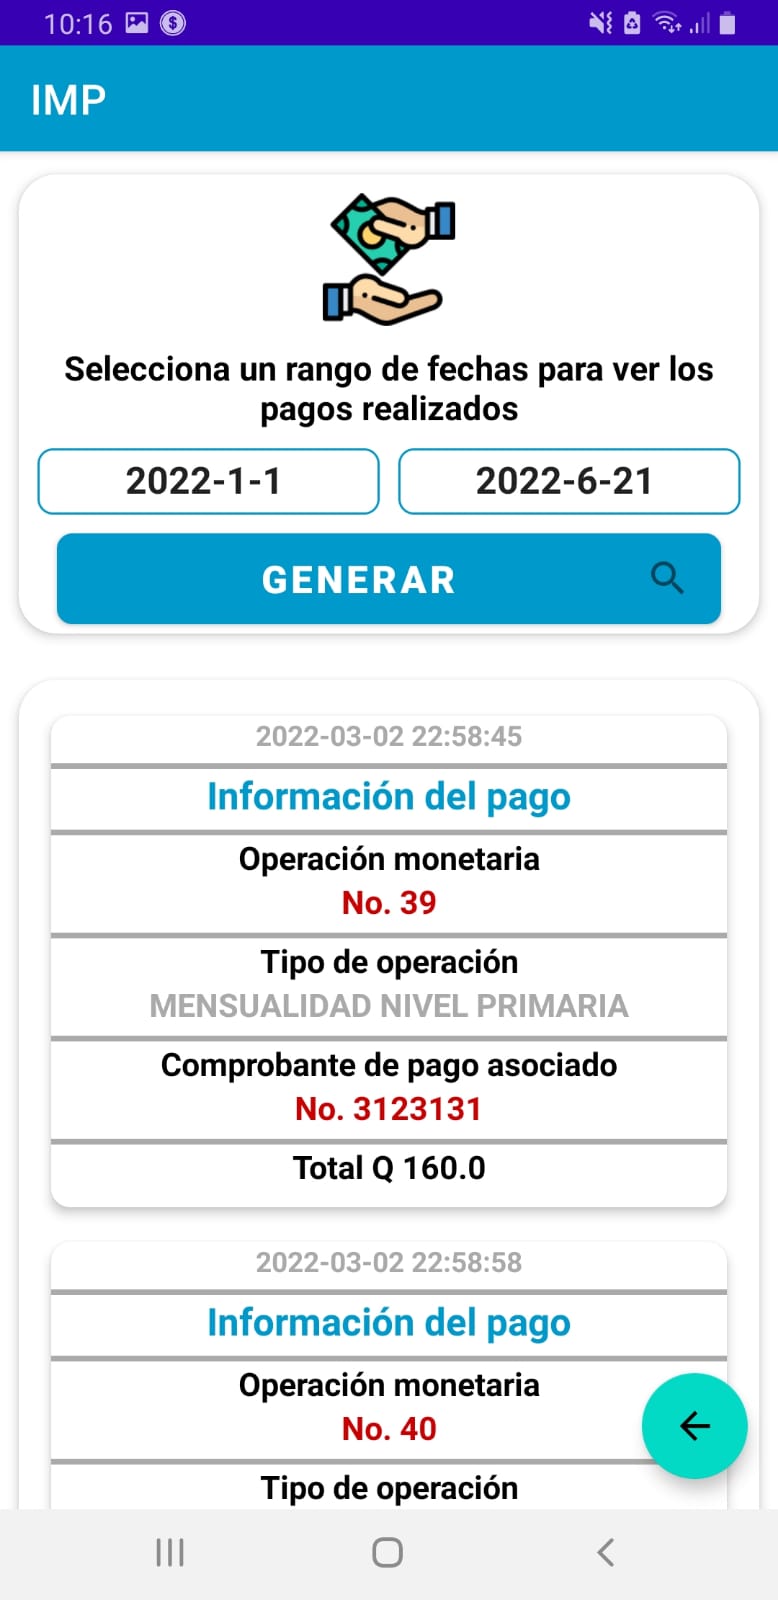 10:16
IMP
Selecciona un rango de fechas para ver los
pagos realizados
2022-1-1
2022-6-21
GENERAR
2022-03-02 22:58:45
Información del pago
Operación monetaria
No. 39
Tipo de operación
MENSUALIDAD NIVEL PRIMARIA
Comprobante de pago asociado
No. 3123131
Total Q 160.0
2022-03-02 22:58:58
Información del pago
Operación monetaria
No. 40
Tipo de operación